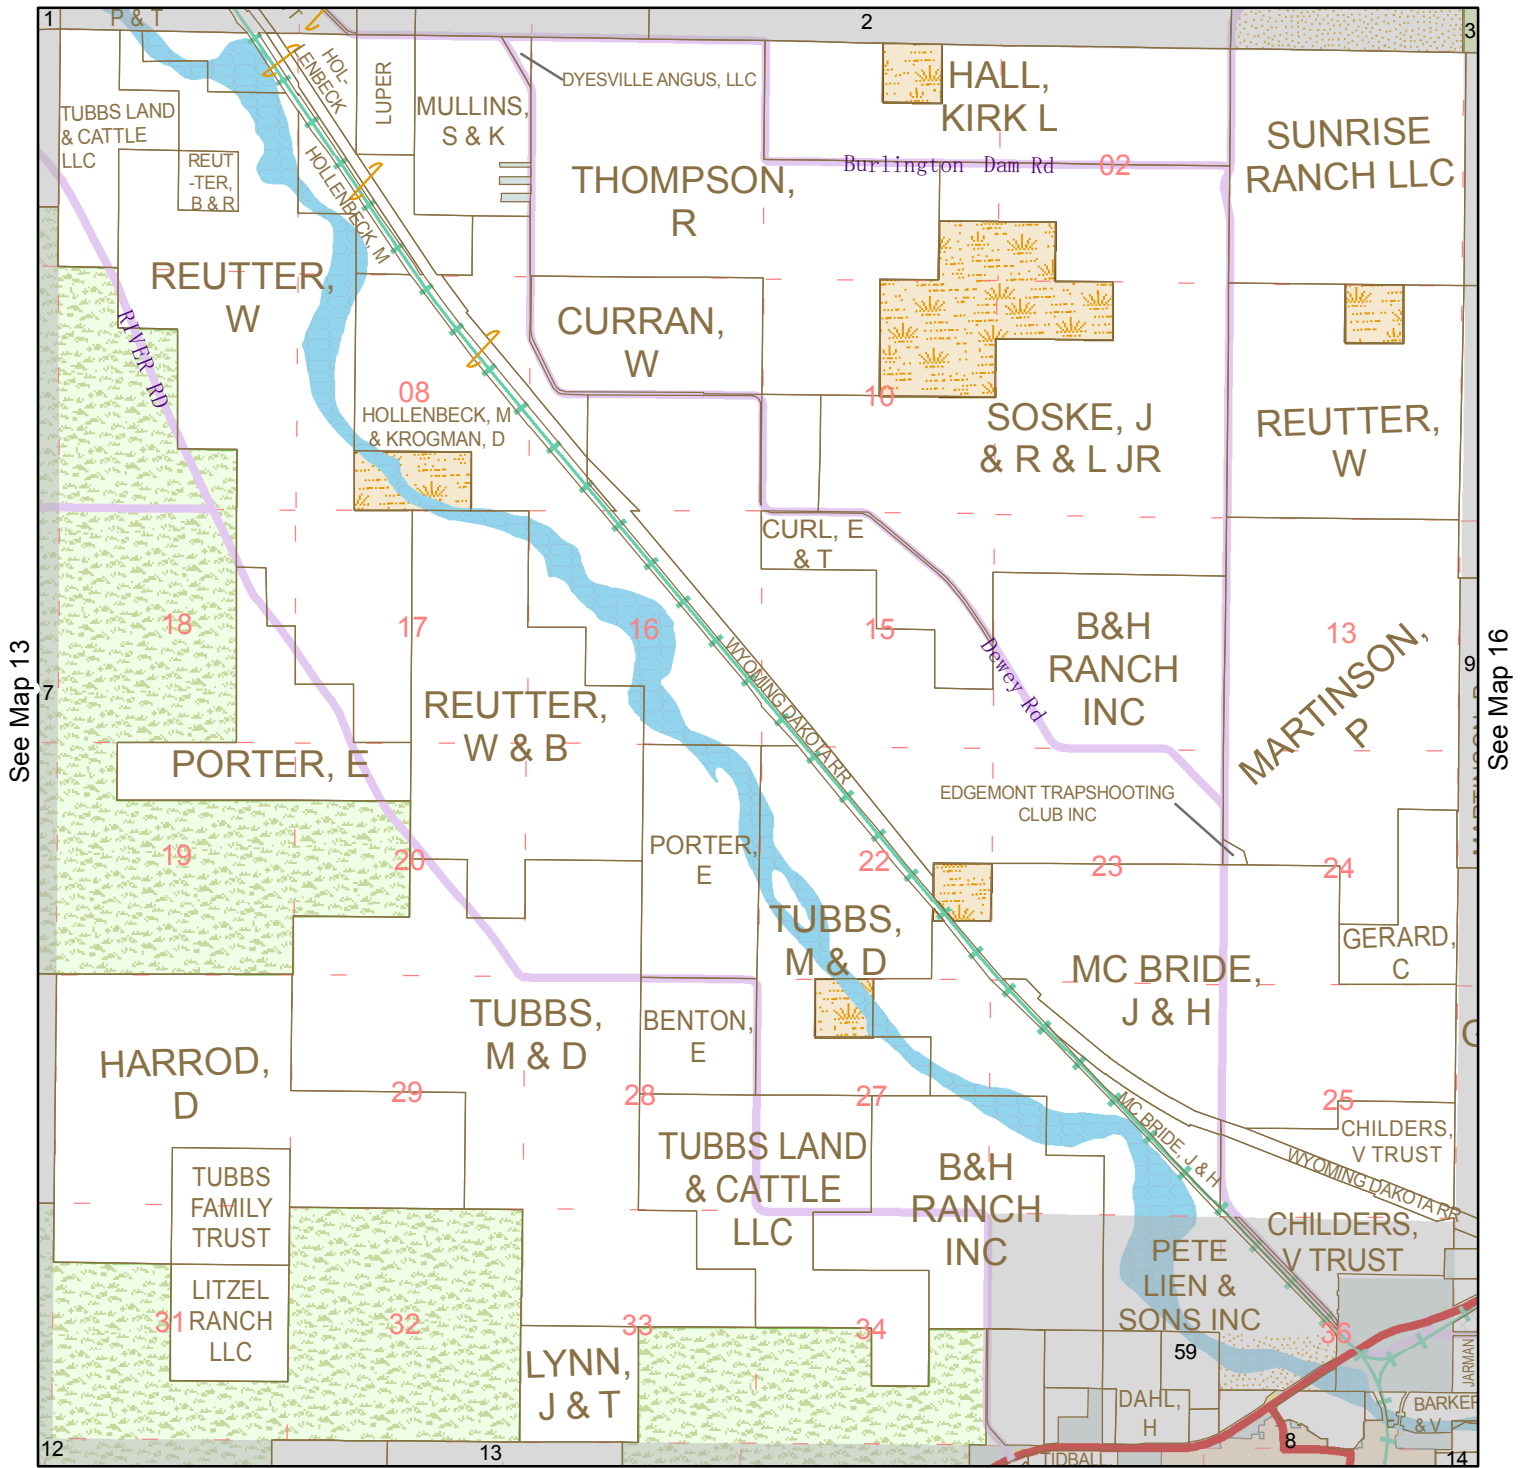 1
P & T
2
3
HOL-
LENBECK
LUPER
DYESVILLE ANGUS, LLC
HALL,
KIRK L
TUBBS LAND
& CATTLE
LLC
MULLINS,
S & K
SUNRISE
RANCH LLC
REUT
-TER,
B & R
HOLLENBECK, M
THOMPSON,
R
Burlington Dam Rd
02
REUTTER,
W
RIVER RD
CURRAN,
W
08
HOLLENBECK, M
& KROGMAN, D
10
SOSKE, J
& R & L JR
REUTTER,
W
CURL, E
& T
18
17
16
15
B&H
RANCH
INC
13
Dewey Rd
MARTINSON,
P
See Map 13
7
9
See Map 16
WYOMING DAKOTA RR
REUTTER,
W & B
PORTER, E
EDGEMONT TRAPSHOOTING
CLUB INC
19
20
PORTER,
E
22
23
24
TUBBS,
M & D
GERARD,
C
MC BRIDE,
J & H
TUBBS,
M & D
BENTON,
E
HARROD,
D
29
28
27
25
MC BRIDE, J & H
CHILDERS,
V TRUST
WYOMING DAKOTA RR
TUBBS LAND
& CATTLE
LLC
B&H
RANCH
INC
TUBBS
FAMILY
TRUST
CHILDERS,
V TRUST
PETE
LIEN &
SONS INC
LITZEL
RANCH
LLC
31
32
33
34
36
59
LYNN,
J & T
DAHL,
H
JARMAN
BARKER
& V
12
13
TIDBALL,
8
14